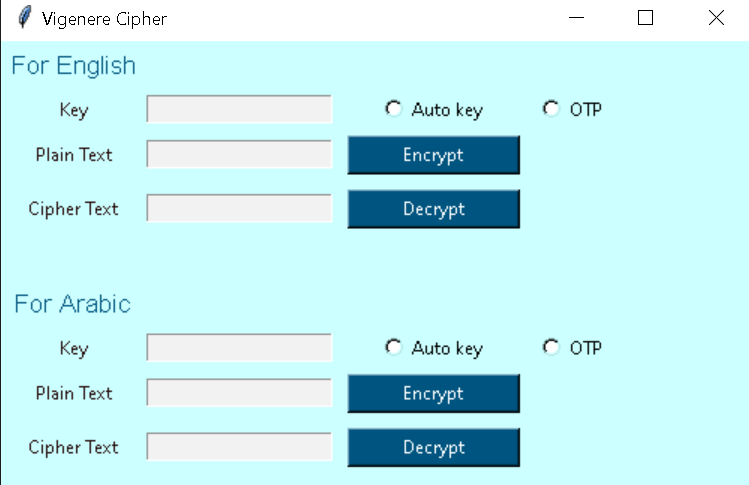 Vigenere Cipher
For English
Key Auto key OTP
Plain Text Encrypt
Cipher Text Decrypt
For Arabic
Key Auto key OTP
Plain Text Encrypt
Cipher Text Decrypt